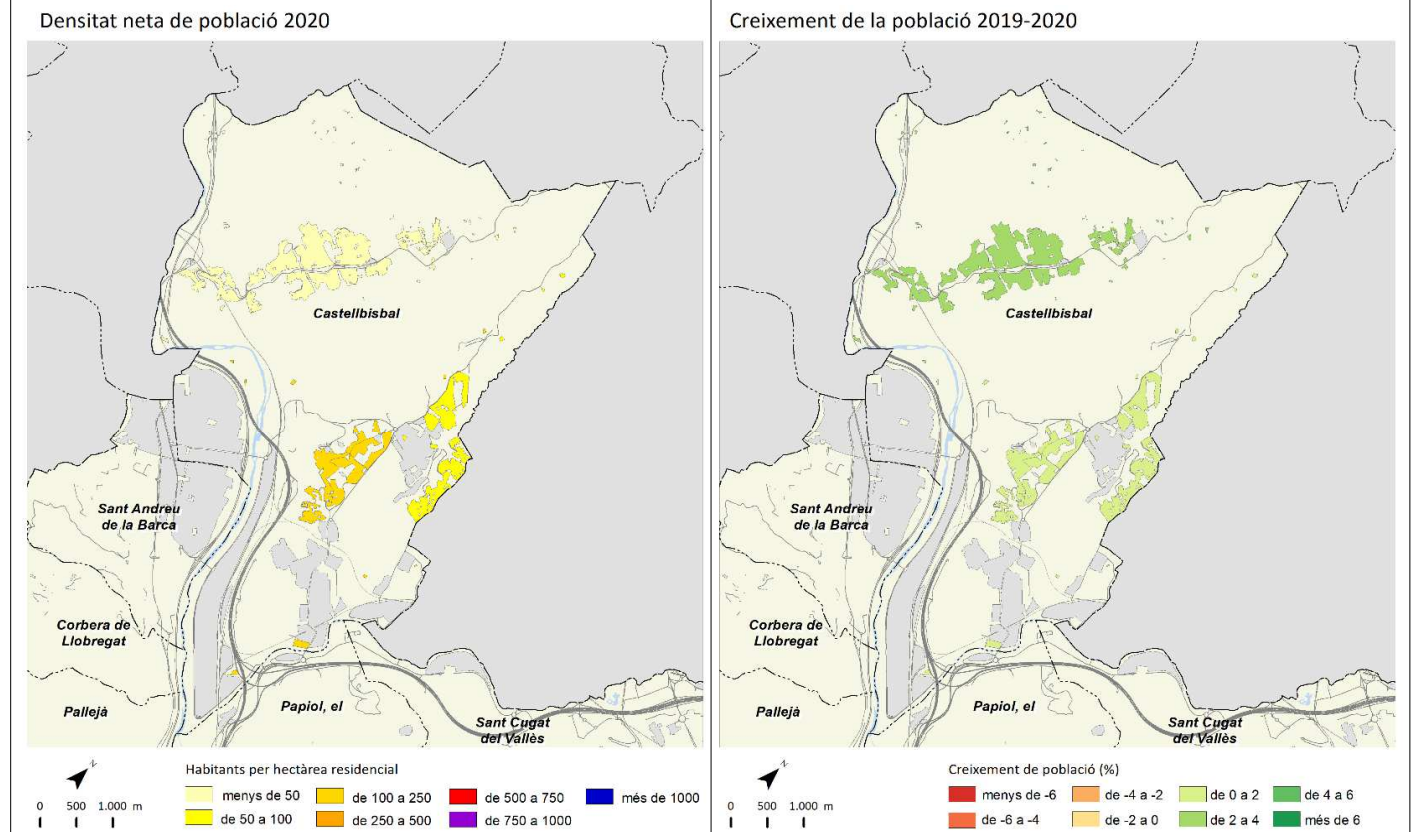 Densitat neta de població 2020
Castellbisbal
Sant Andreu
de la Barca
Corbera de
Llobregat
Pallejà
Papiol, el
Sant Cugat
del Vallès
N
0 500 1.000 m
Habitants per hectàrea residencial
menys de 50
de 100 a 250
de 500 a 750
més de 1000
de 50 a 100
de 250 a 500
de 750 a 1000
Creixement de la població 2019-2020
Castellbisbal
Sant Andreu
de la Barca
Corbera de
Llobregat
Pallejà
Papiol, el
Sant Cugat
del Vallès
N
0 500 1.000 m
Creixement de població (%)
menys de -6
de -4 a -2
de 0 a 2
de 4 a 6
de -6 a -4
de -2 a 0
de 2 a 4
més de 6